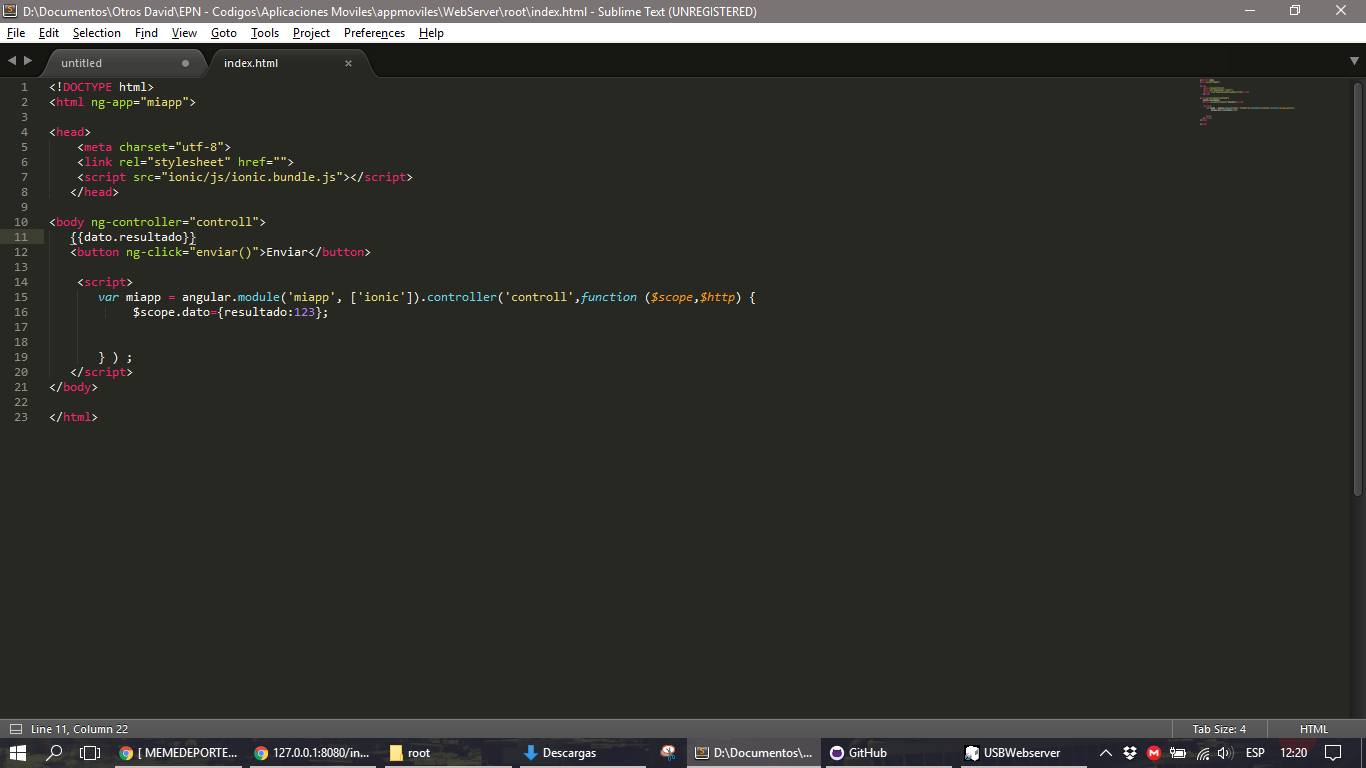 D:\Documentos\Otros David\EPN - Codigos\Aplicaciones Moviles\appmoviles\WebServer\root\index.html - Sublime Text (UNREGISTERED)
File Edit Selection Find View Goto Tools Project Preferences Help
untitled index.html
1 <!DOCTYPE html>
2 <html ng-app="miapp">
3
4 <head>
5 <meta charset="utf-8">
6 <link rel="stylesheet" href="">
7 <script src="ionic/js/ionic.bundle.js"></script>
8 </head>
9
10 <body ng-controller="controll">
11 {{dato.resultado}}
12 <button ng-click="enviar()">Enviar</button>
13
14 <script>
15 var miapp = angular.module('miapp', ['ionic']).controller('controll',function ($scope,$http) {
16 $scope.dato={resultado:123};
17
18
19 } ) ;
20 </script>
21 </body>
22
23 </html>
Line 11, Column 22 Tab Size: 4 HTML
[ MEMEDEPORTE... 127.0.0.1:8080/in... root Descargas D:\Documentos\... GitHub USBWebserver ESP 12:20